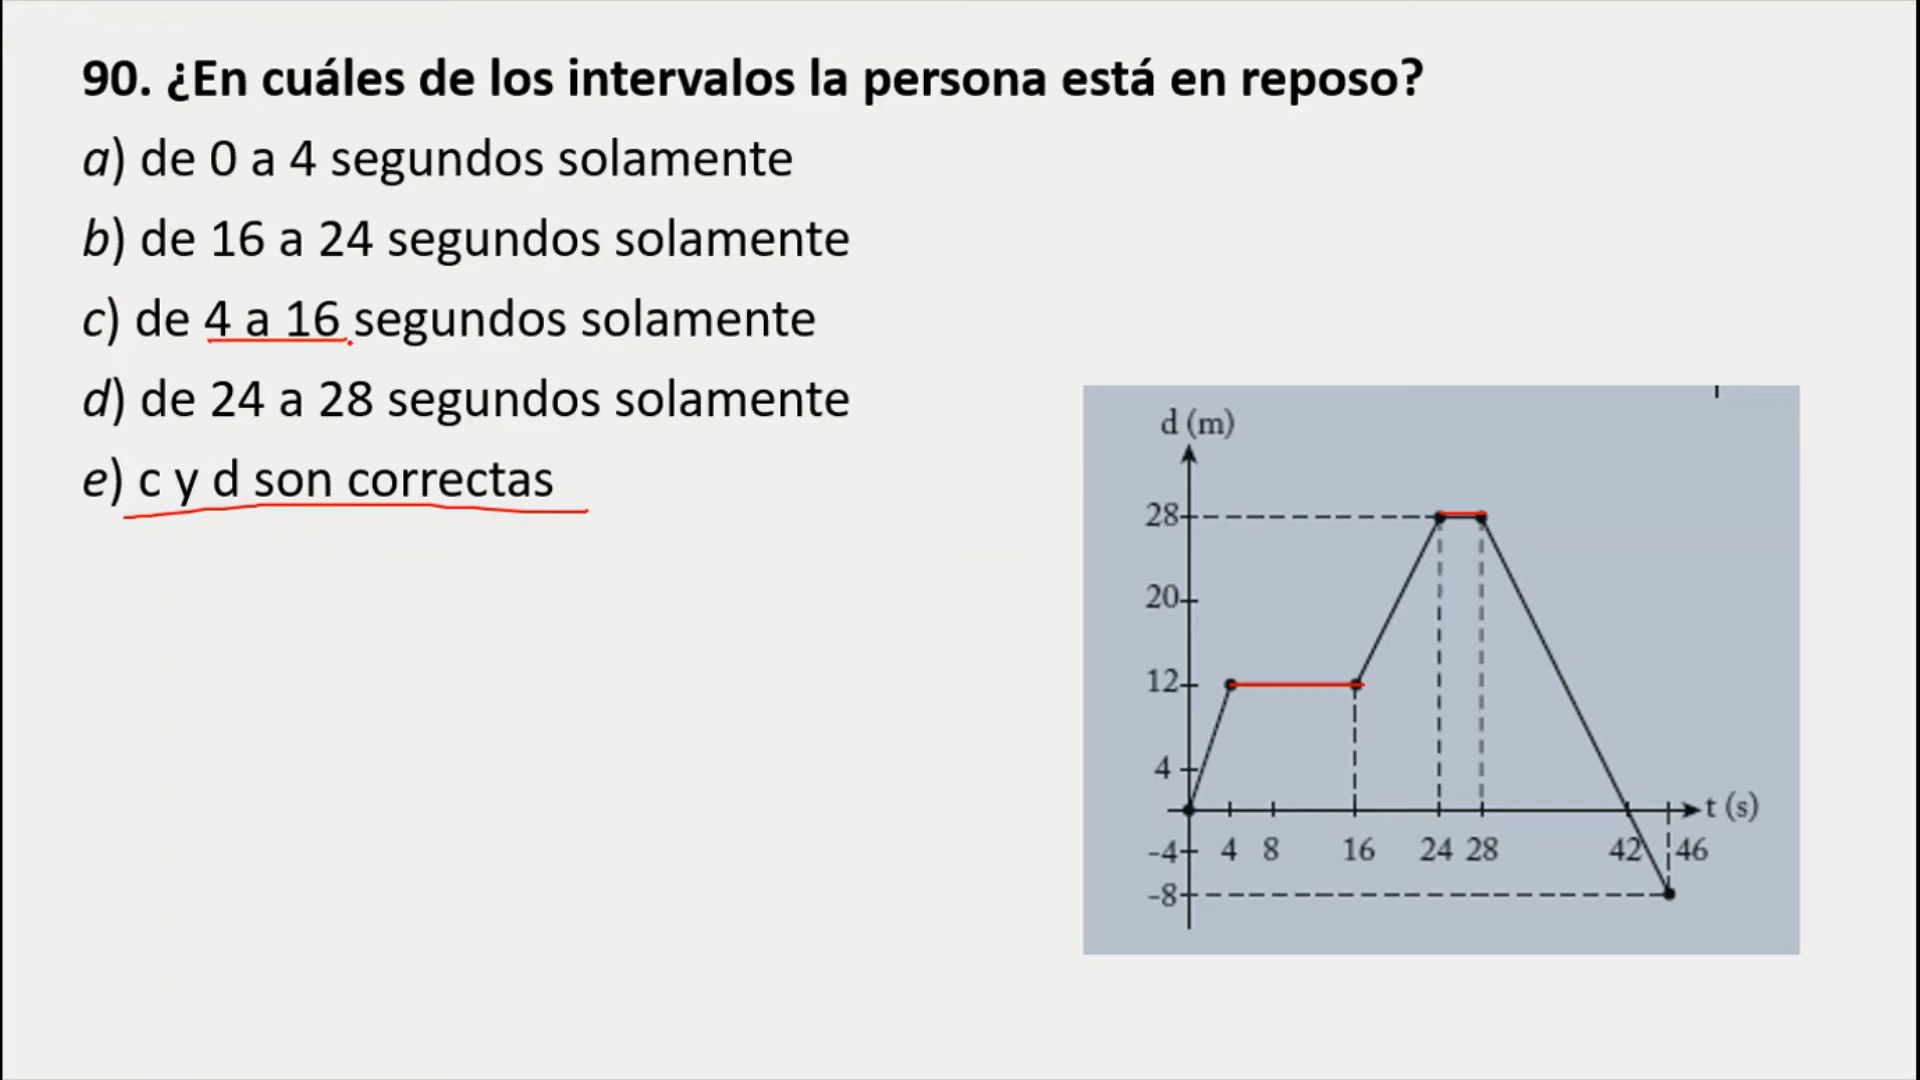 90. ¿En cuáles de los intervalos la persona está en reposo?
a) de 0 a 4 segundos solamente
b) de 16 a 24 segundos solamente
c) de 4 a 16 segundos solamente
d) de 24 a 28 segundos solamente
e) c y d son correctas
d (m)
28
20
12
4
t (s)
-4 4 8 16 24 28 42 46
-8